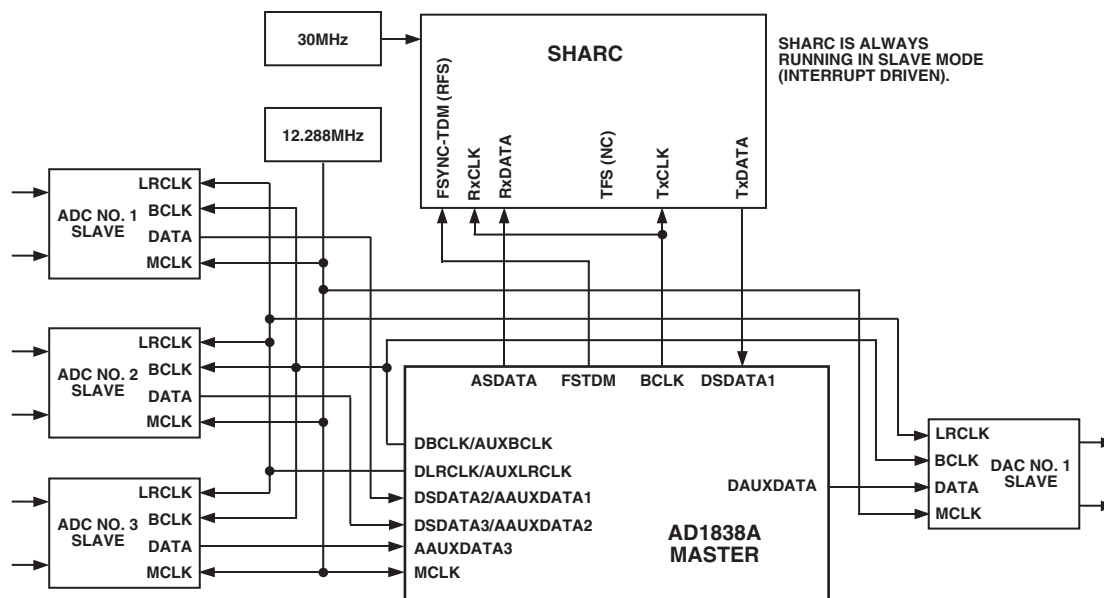 30MHz
SHARC
SHARC IS ALWAYS
RUNNING IN SLAVE MODE
(INTERRUPT DRIVEN).
12.288MHz
FSYNC-TDM (RFS)
RxCLK
RxDATA
TFS (NC)
TxCLK
TxDATA
ADC NO. 1
SLAVE
LRCLK
BCLK
DATA
MCLK
ADC NO. 2
SLAVE
LRCLK
BCLK
DATA
MCLK
ADC NO. 3
SLAVE
LRCLK
BCLK
DATA
MCLK
ASDATA
FSTDM
BCLK
DSDATA1
DBCLK/AUXBCLK
DLRCLK/AUXLRCLK
DSDATA2/AAUXDATA1
DSDATA3/AAUXDATA2
AAUXDATA3
MCLK
DAUXDATA
AD1838A
MASTER
LRCLK
BCLK
DATA
MCLK
DAC NO. 1
SLAVE